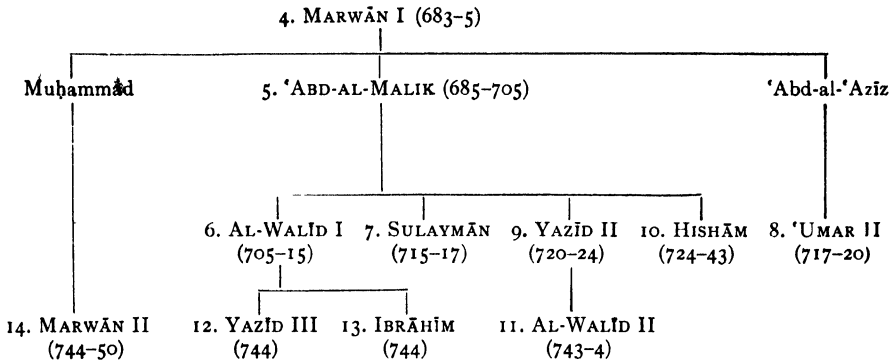 4. MARWĀN I (683–5)
Muḥammad 5. ʿABD-AL-MALIK (685–705) ʿAbd-al-ʿAzīz
6. AL-WALĪD I 7. SULAYMĀN 9. YAZĪD II 10. HISHĀM 8. ʿUMAR II
(705–15) (715–17) (720–24) (724–43) (717–20)
14. MARWĀN II 12. YAZĪD III 13. IBRĀHĪM 11. AL-WALĪD II
(744–50) (744) (744) (743–4)